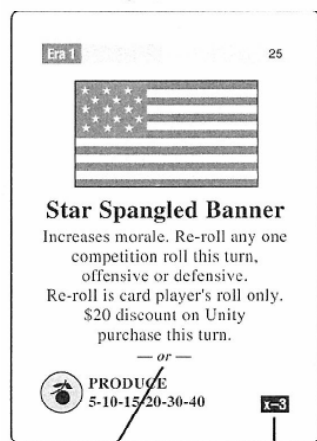 Era 1 25
Star Spangled Banner
Increases morale. Re-roll any one
competition roll this turn,
offensive or defensive.
Re-roll is card player's roll only.
$20 discount on Unity
purchase this turn.
— or —
PRODUCE
5-10-15-20-30-40
x-3